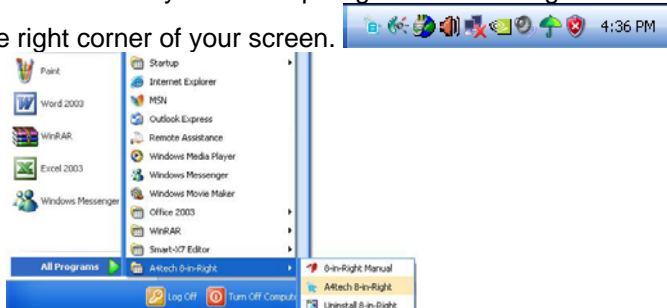 e right corner of your screen.
4:36 PM
Paint
Word 2003
WinRAR
Excel 2003
Windows Messenger
All Programs
Startup
Internet Explorer
MSN
Outlook Express
Remote Assistance
Windows Media Player
Windows Messenger
Windows Movie Maker
Office 2003
WinRAR
Smart-X7 Editor
A4tech 8-in-Right
8-in-Right Manual
A4tech 8-in-Right
Uninstall 8-in-Right
Log Off
Turn Off Comput